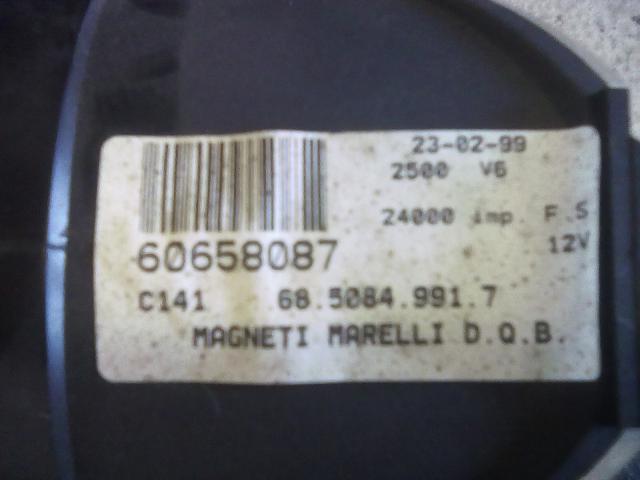 23-02-99
2500 V6
24000 imp. F.S
12V
60658087
C141 68.5084.991.7
MAGNETI MARELLI D.Q.B.